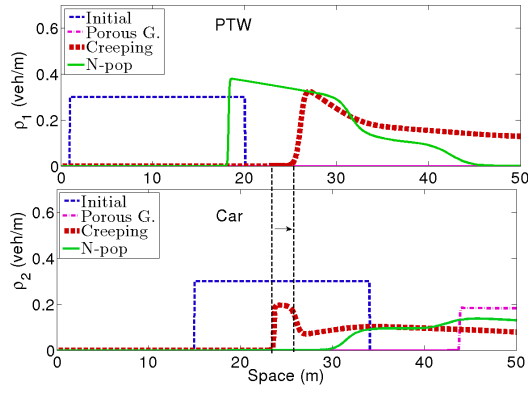 0.6
0.4
0.2
0
ρ1 (veh/m)
Initial
Porous G.
Creeping
N-pop
PTW
0 10 20 30 40 50
0.6
0.4
0.2
0
ρ2 (veh/m)
Initial
Porous G.
Creeping
N-pop
Car
0 10 20 30 40 50
Space (m)